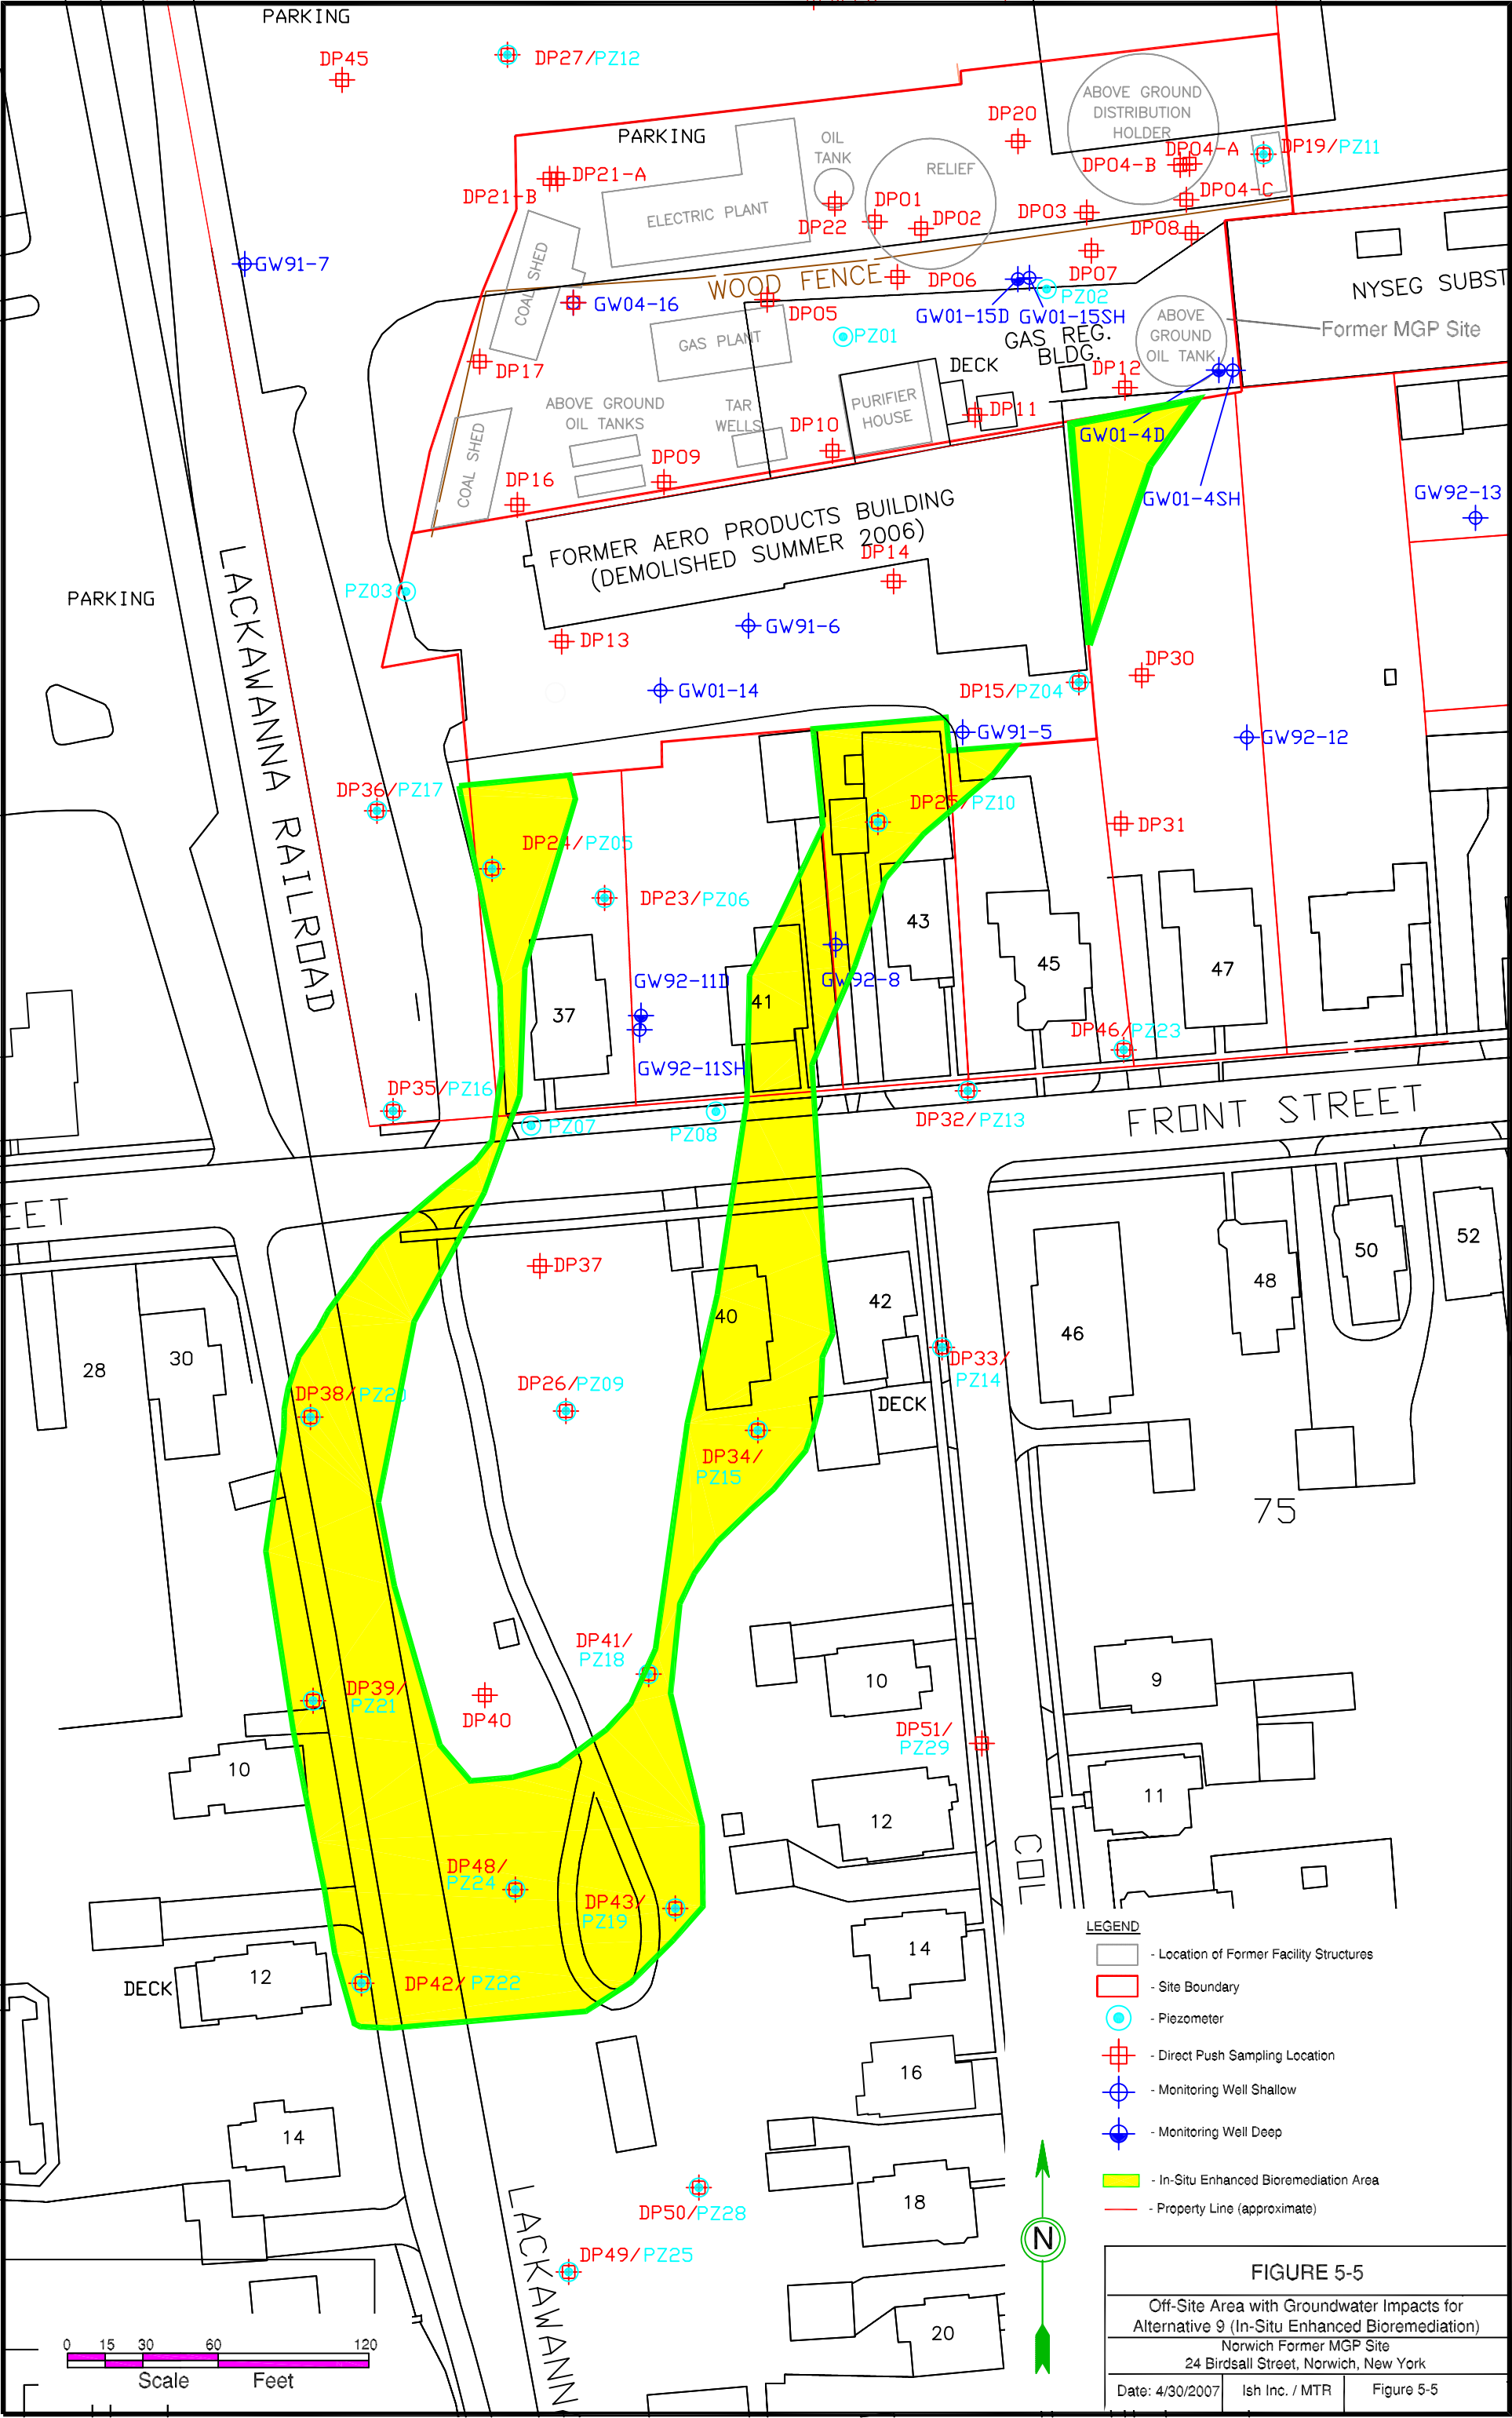 PARKING
DP45
DP27/PZ12
PARKING
OIL
TANK
DP20
ABOVE GROUND
DISTRIBUTION
HOLDER
DP04-A
DP04-B
DP19/PZ11
DP21-A
DP21-B
RELIEF
ELECTRIC PLANT
DP22
DP01
DP02
DP03
DP04-C
DP08
GW91-7
COAL SHED
GW04-16
WOOD FENCE
DP05
DP06
DP07
PZ02
NYSEG SUBST
GW01-15D
GW01-15SH
PZ01
GAS PLANT
GAS REG.
BLDG.
ABOVE
GROUND
OIL TANK
Former MGP Site
DP17
DECK
DP12
PURIFIER
HOUSE
ABOVE GROUND
OIL TANKS
TAR
WELLS
DP10
DP11
GW01-4D
COAL SHED
DP16
DP09
GW01-4SH
GW92-13
FORMER AERO PRODUCTS BUILDING
(DEMOLISHED SUMMER 2006)
DP14
PARKING
PZ03
LACKAWANNA RAILROAD
GW91-6
DP13
DP30
GW01-14
DP15/PZ04
GW91-5
GW92-12
DP36/PZ17
DP25/PZ10
DP31
DP24/PZ05
DP23/PZ06
43
45
47
GW92-11D
GW92-8
37
41
DP46/PZ23
GW92-11SH
DP35/PZ16
PZ07
PZ08
DP32/PZ13
FRONT STREET
EET
DP37
52
50
48
40
42
46
28
30
DP33/
PZ14
DP38/PZ20
DP26/PZ09
DECK
DP34/
PZ15
75
DP41/
PZ18
10
9
DP39/
PZ21
DP40
DP51/
PZ29
10
11
12
COL
DP48/
PZ24
DP43/
PZ19
14
DECK
12
DP42/PZ22
16
14
18
DP50/PZ28
LACKAWANN
DP49/PZ25
20
LEGEND
- Location of Former Facility Structures
- Site Boundary
- Piezometer
- Direct Push Sampling Location
- Monitoring Well Shallow
- Monitoring Well Deep
- In-Situ Enhanced Bioremediation Area
- Property Line (approximate)
N
0 15 30 60 120
Scale Feet
FIGURE 5-5
Off-Site Area with Groundwater Impacts for
Alternative 9 (In-Situ Enhanced Bioremediation)
Norwich Former MGP Site
24 Birdsall Street, Norwich, New York
Date: 4/30/2007
Ish Inc. / MTR
Figure 5-5